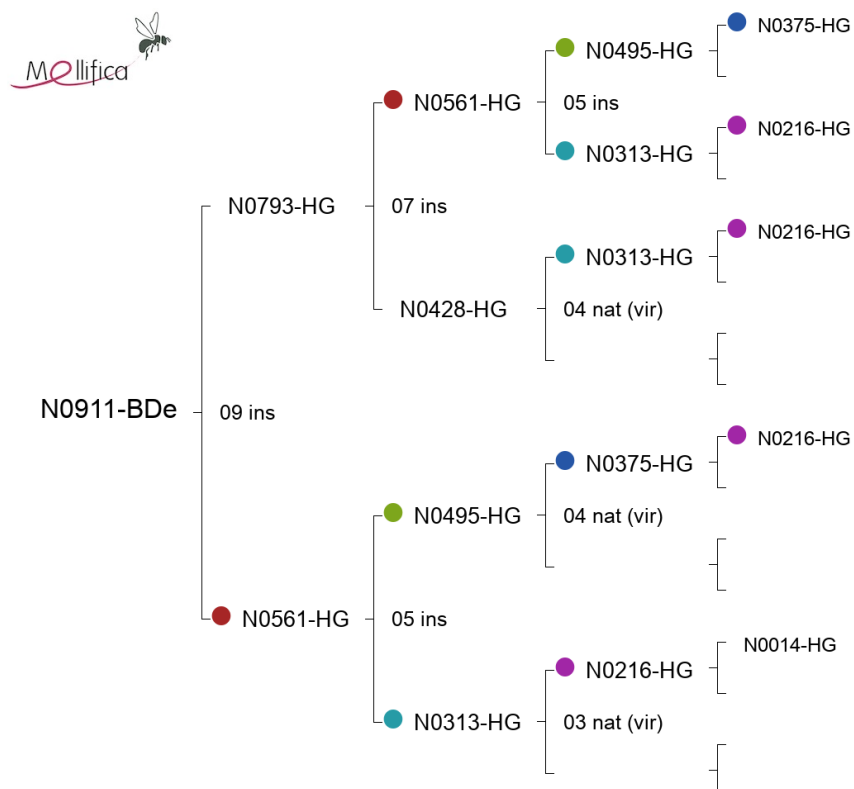 Mellifica
N0375-HG
N0495-HG
N0561-HG
05 ins
N0216-HG
N0313-HG
N0793-HG
07 ins
N0216-HG
N0313-HG
N0428-HG
04 nat (vir)
N0911-BDe
09 ins
N0216-HG
N0375-HG
N0495-HG
04 nat (vir)
N0561-HG
05 ins
N0014-HG
N0216-HG
N0313-HG
03 nat (vir)